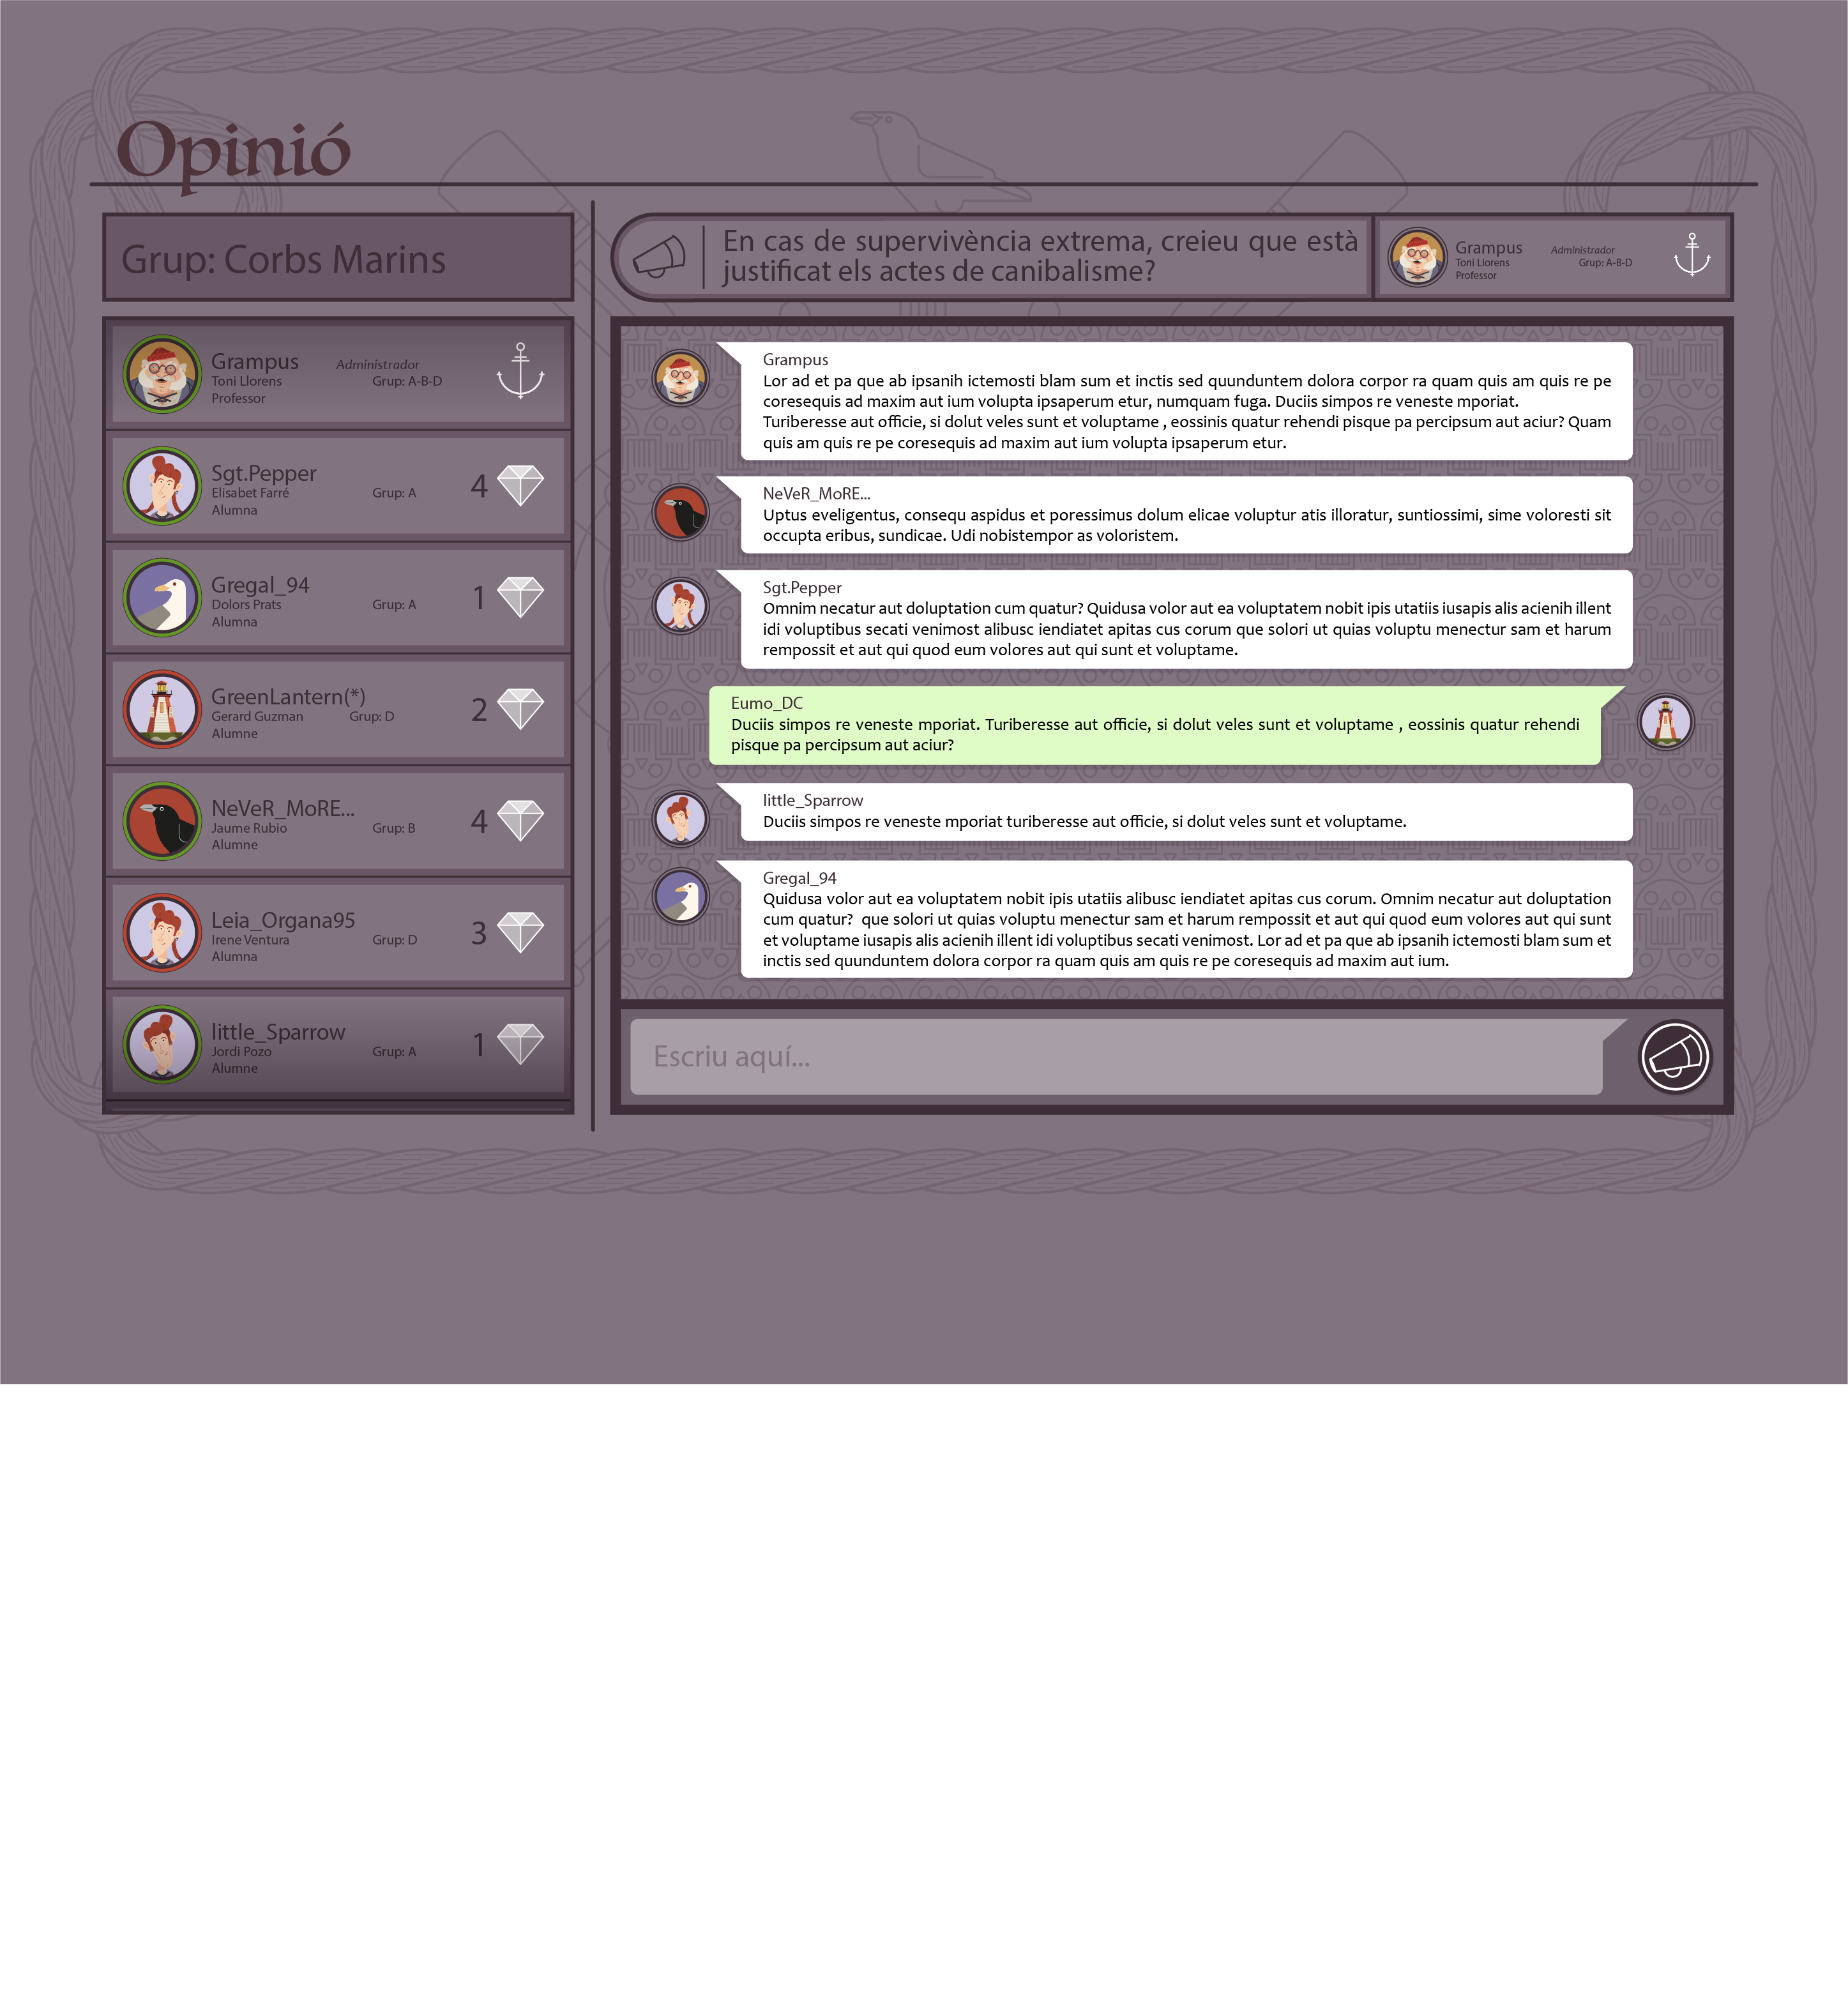 Opinió
Grup: Corbs Marins
Grampus Administrador
Toni Llorens Grup: A-B-D
Professor
Sgt.Pepper
Elisabet Farré Grup: A 4
Alumna
Gregal_94
Dolors Prats Grup: A 1
Alumna
GreenLantern(*)
Gerard Guzman Grup: D 2
Alumne
NeVeR_MoRE...
Jaume Rubio Grup: B 4
Alumne
Leia_Organa95
Irene Ventura Grup: D 3
Alumna
little_Sparrow
Jordi Pozo Grup: A 1
Alumne
En cas de supervivència extrema, creieu que està
justificat els actes de canibalisme?
Grampus Administrador
Toni Llorens Grup: A-B-D
Professor
Grampus
Lor ad et pa que ab ipsanih ictemosti blam sum et inctis sed quunduntem dolora corpor ra quam quis am quis re pe
coresequis ad maxim aut ium volupta ipsaperum etur, numquam fuga. Duciis simpos re veneste mporiat.
Turiberesse aut officie, si dolut veles sunt et voluptame , eossinis quatur rehendi pisque pa percipsum aut aciur? Quam
quis am quis re pe coresequis ad maxim aut ium volupta ipsaperum etur.
NeVeR_MoRE...
Uptus eveligentus, consequ aspidus et poressimus dolum elicae voluptur atis illoratur, suntiossimi, sime voloresti sit
occupta eribus, sundicae. Udi nobistempor as voloristem.
Sgt.Pepper
Omnim necatur aut doluptation cum quatur? Quidusa volor aut ea voluptatem nobit ipis utatiis iusapis alis acienih illent
idi voluptibus secati venimost alibusc iendiatet apitas cus corum que solori ut quias voluptu menectur sam et harum
rempossit et aut qui quod eum volores aut qui sunt et voluptame.
Eumo_DC
Duciis simpos re veneste mporiat. Turiberesse aut officie, si dolut veles sunt et voluptame , eossinis quatur rehendi
pisque pa percipsum aut aciur?
little_Sparrow
Duciis simpos re veneste mporiat turiberesse aut officie, si dolut veles sunt et voluptame.
Gregal_94
Quidusa volor aut ea voluptatem nobit ipis utatiis alibusc iendiatet apitas cus corum. Omnim necatur aut doluptation
cum quatur?  que solori ut quias voluptu menectur sam et harum rempossit et aut qui quod eum volores aut qui sunt
et voluptame iusapis alis acienih illent idi voluptibus secati venimost. Lor ad et pa que ab ipsanih ictemosti blam sum et
inctis sed quunduntem dolora corpor ra quam quis am quis re pe coresequis ad maxim aut ium.
Escriu aquí...